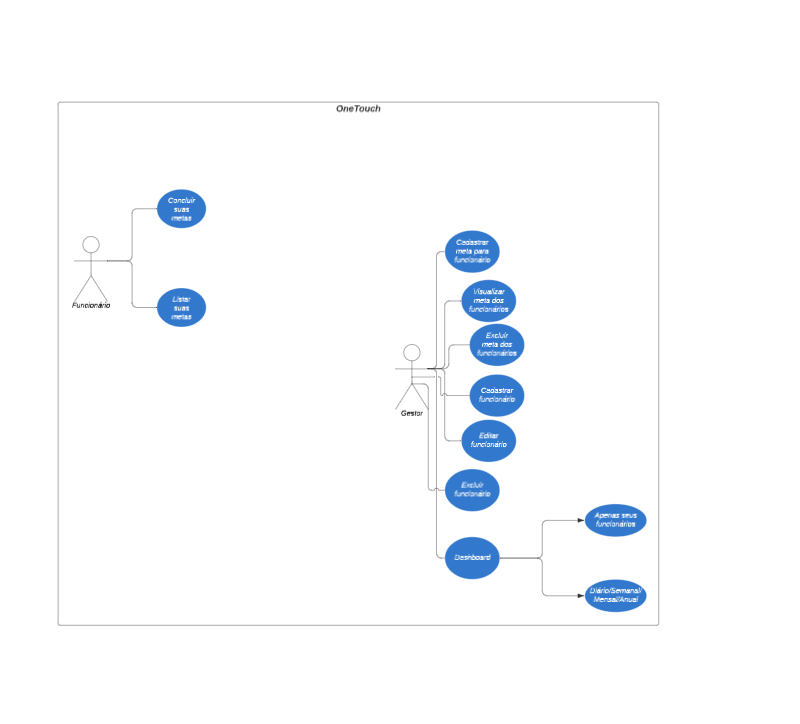 OneTouch
Concluir
suas
metas
Funcionário
Listar
suas
metas
Cadastrar
meta para
funcionário
Visualizar
meta dos
funcionários
Excluir
meta dos
funcionários
Gestor
Cadastrar
funcionário
Editar
funcionário
Excluir
funcionário
Dashboard
Apenas seus
funcionários
Diário/Semanal/
Mensal/Anual